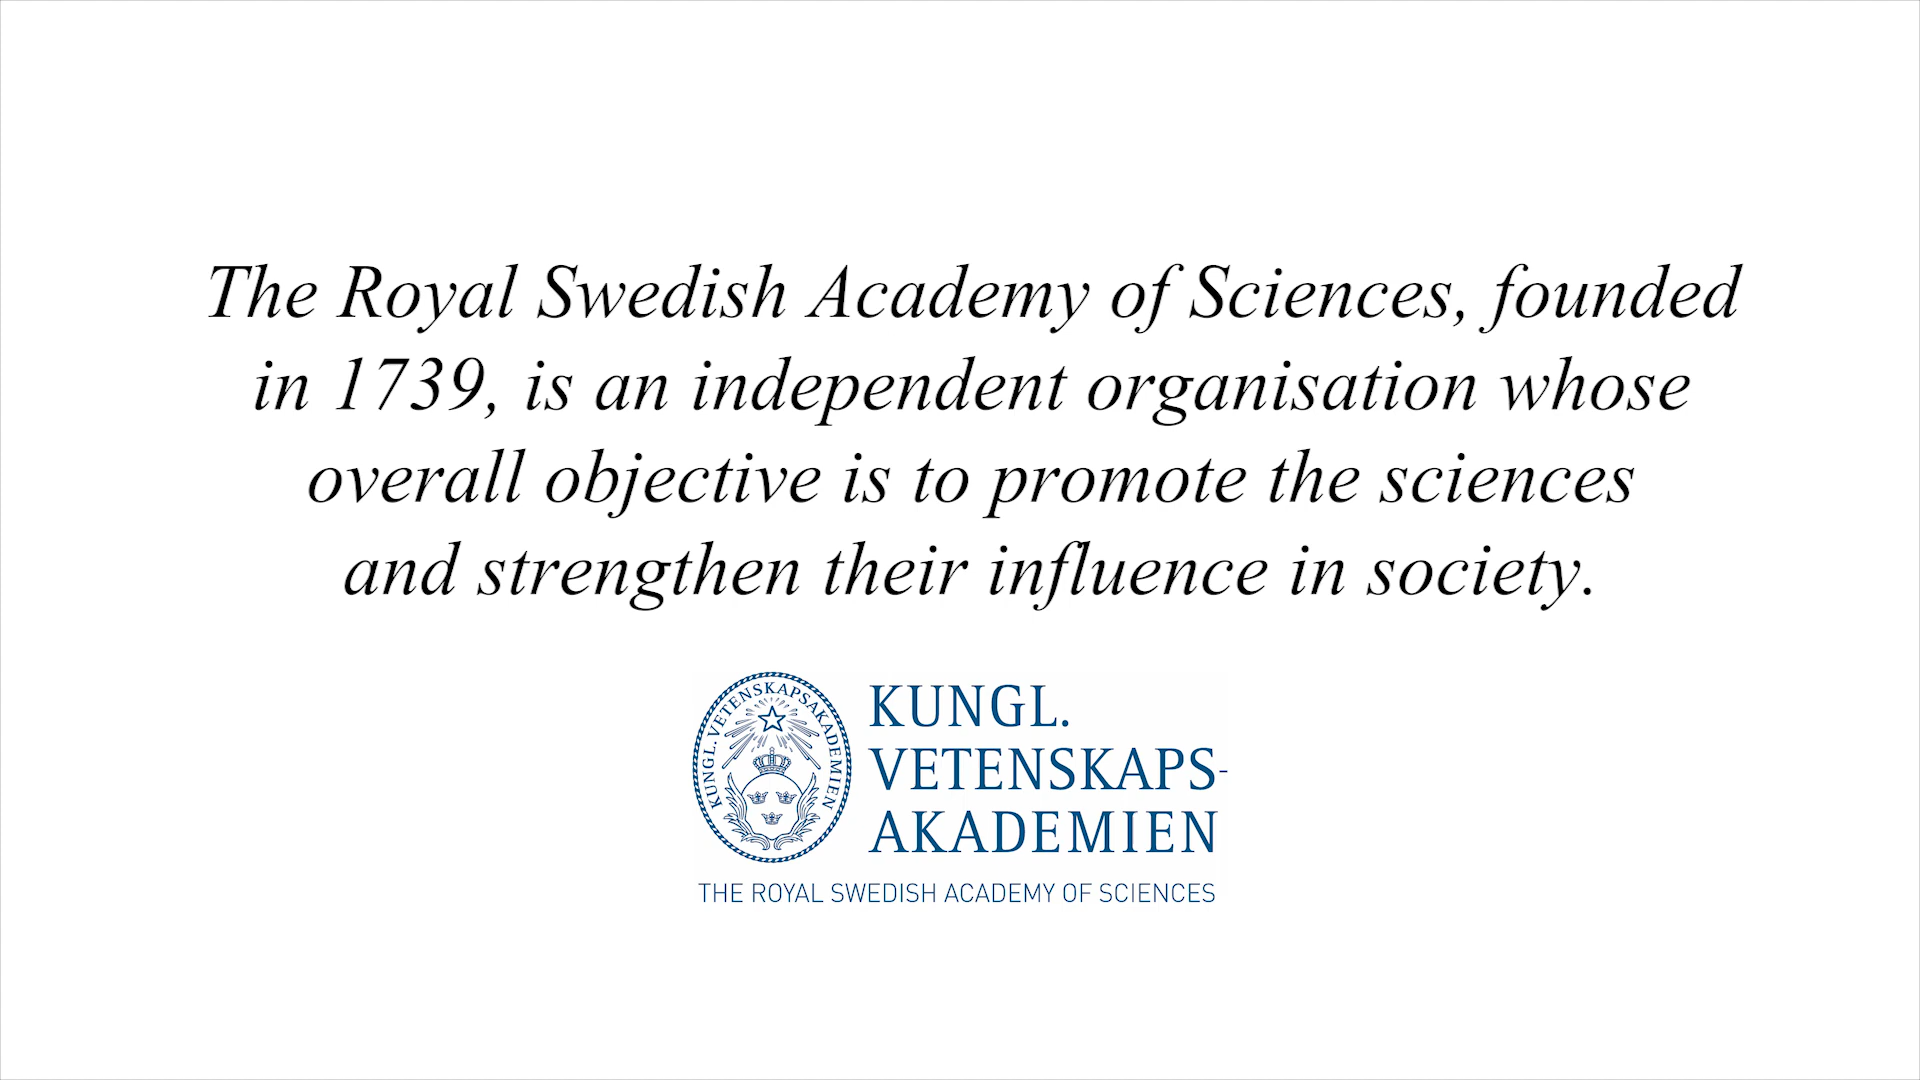 The Royal Swedish Academy of Sciences, founded
in 1739, is an independent organisation whose
overall objective is to promote the sciences
and strengthen their influence in society.
KUNGL. VETENSKAPSAKADEMIEN
KUNGL.
VETENSKAPS-
AKADEMIEN
THE ROYAL SWEDISH ACADEMY OF SCIENCES